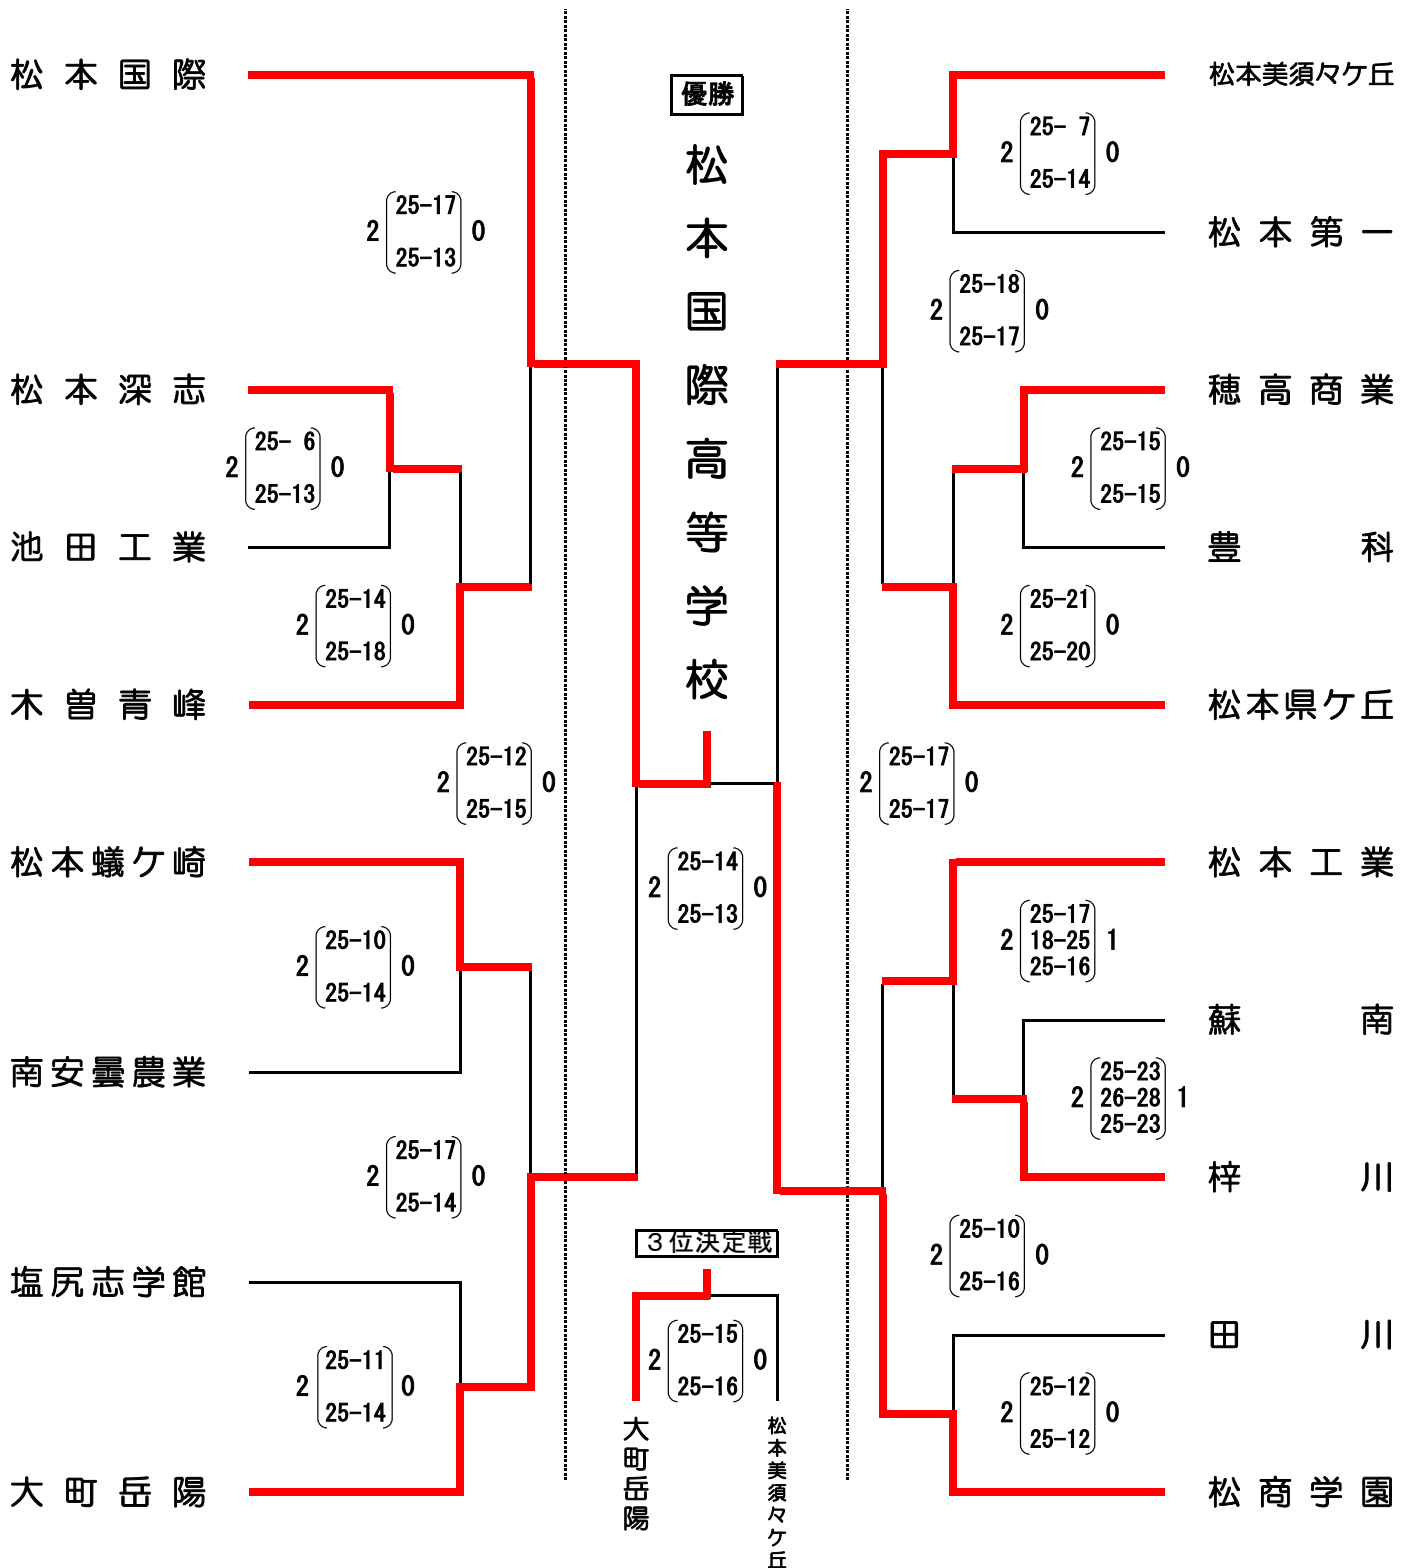 松本国際
2 25-17 0
25-13
松本深志
2 25- 6 0
25-13
池田工業
2 25-14 0
25-18
木曽青峰
2 25-12 0
25-15
松本蟻ケ崎
2 25-10 0
25-14
南安曇農業
2 25-17 0
25-14
塩尻志学館
2 25-11 0
25-14
大町岳陽
優勝
松本国際高等学校
2 25-14 0
25-13
3位決定戦
2 25-15 0
25-16
大町岳陽
松本美須々ケ丘
松本美須々ケ丘
2 25- 7 0
25-14
松本第一
2 25-18 0
25-17
穂高商業
2 25-15 0
25-15
豊科
2 25-21 0
25-20
松本県ケ丘
2 25-17 0
25-17
松本工業
25-17
2 18-25 1
25-16
蘇南
25-23
2 26-28 1
25-23
梓川
2 25-10 0
25-16
田川
2 25-12 0
25-12
松商学園